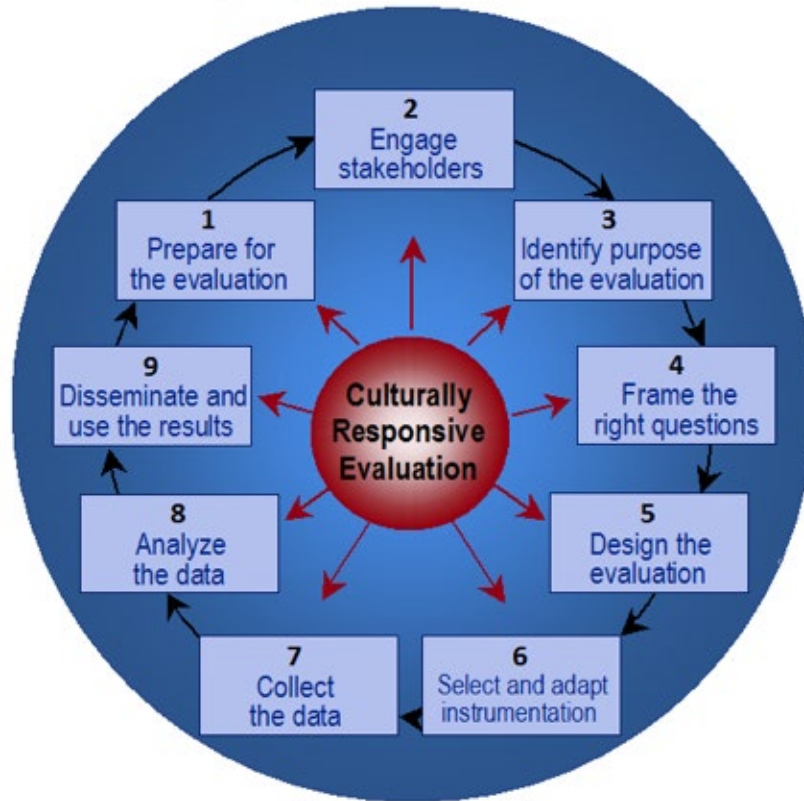 1
Prepare for
the evaluation
2
Engage
stakeholders
3
Identify purpose
of the evaluation
4
Frame the
right questions
5
Design the
evaluation
6
Select and adapt
instrumentation
7
Collect
the data
8
Analyze
the data
9
Disseminate and
use the results
Culturally
Responsive
Evaluation